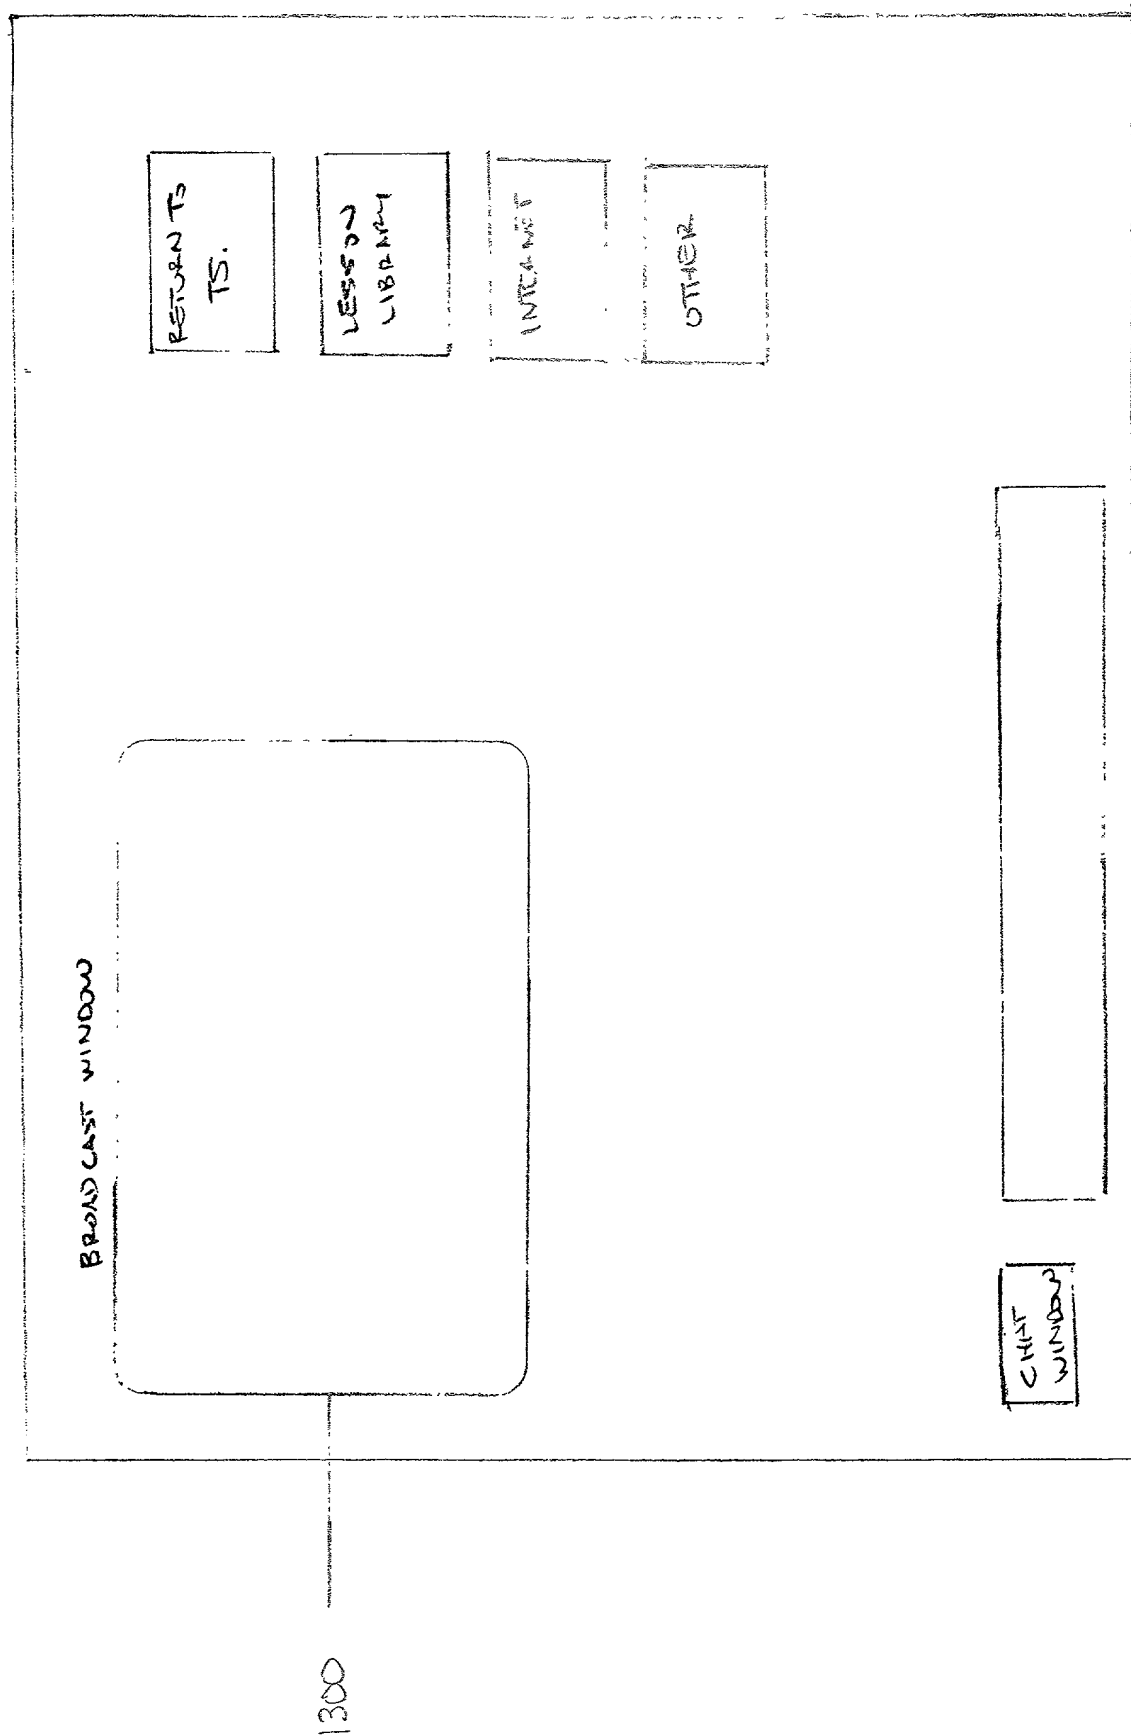 BROADCAST WINDOW
RETURN TO
TS.
LESSON
LIBRARY
INTERNET
OTHER
1300
CHAT
WINDOW